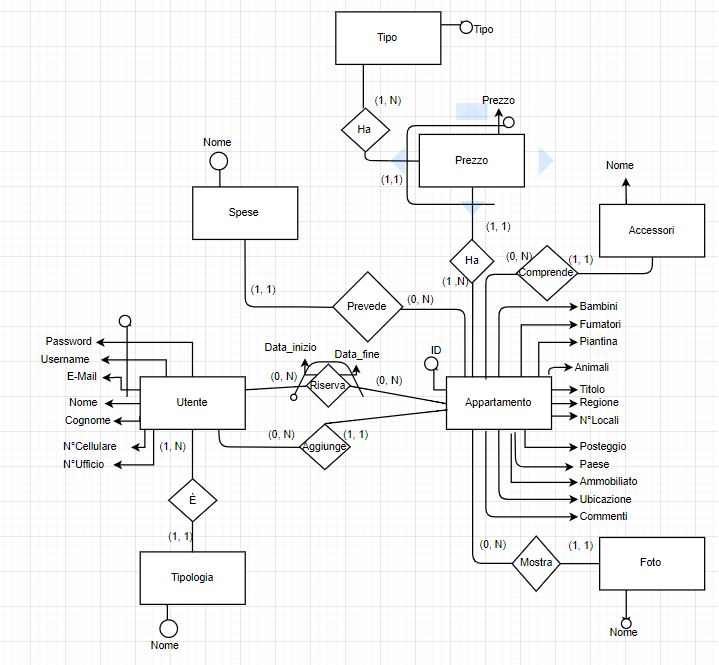 Tipo
Tipo
(1, N)
Prezzo
Ha
Nome
Prezzo
Nome
(1,1)
Spese
(1, 1)
Accessori
(0, N)
(1, 1)
Ha
Comprende
(1 ,N)
(1, 1)
(0, N)
Prevede
Bambini
Fumatori
Password
Data_inizio
ID
Piantina
Username
Data_fine
Animali
E-Mail
(0, N)
Riserva
(0, N)
Titolo
Nome
Utente
Appartamento
Regione
Cognome
N°Locali
(0, N)
(1, 1)
N°Cellulare
(1, N)
Aggiunge
Posteggio
N°Ufficio
Paese
Ammobiliato
È
Ubicazione
Commenti
(1, 1)
(0, N)
(1, 1)
Mostra
Foto
Tipologia
Nome
Nome